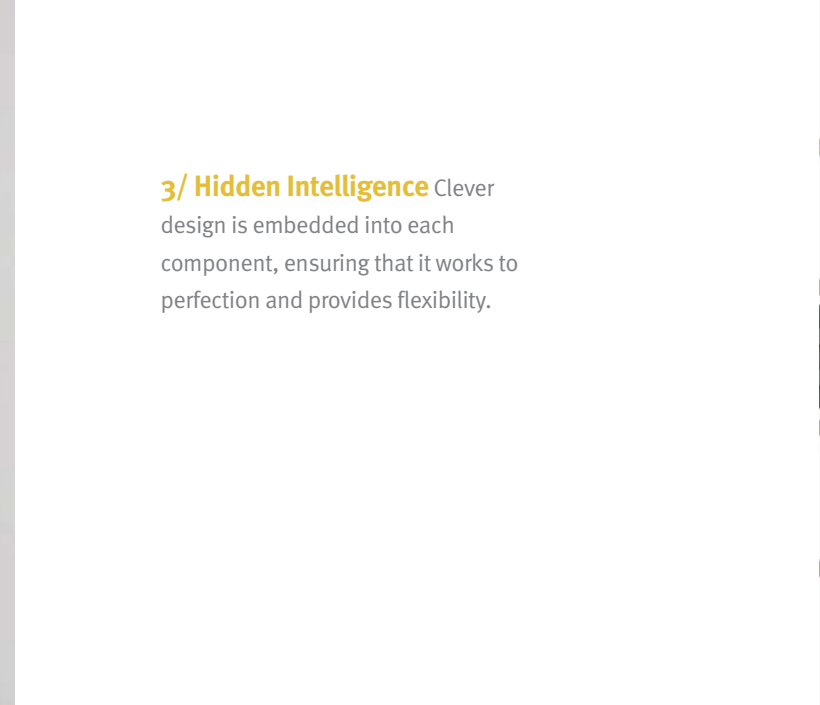 3/ Hidden Intelligence Clever
design is embedded into each
component, ensuring that it works to
perfection and provides flexibility.